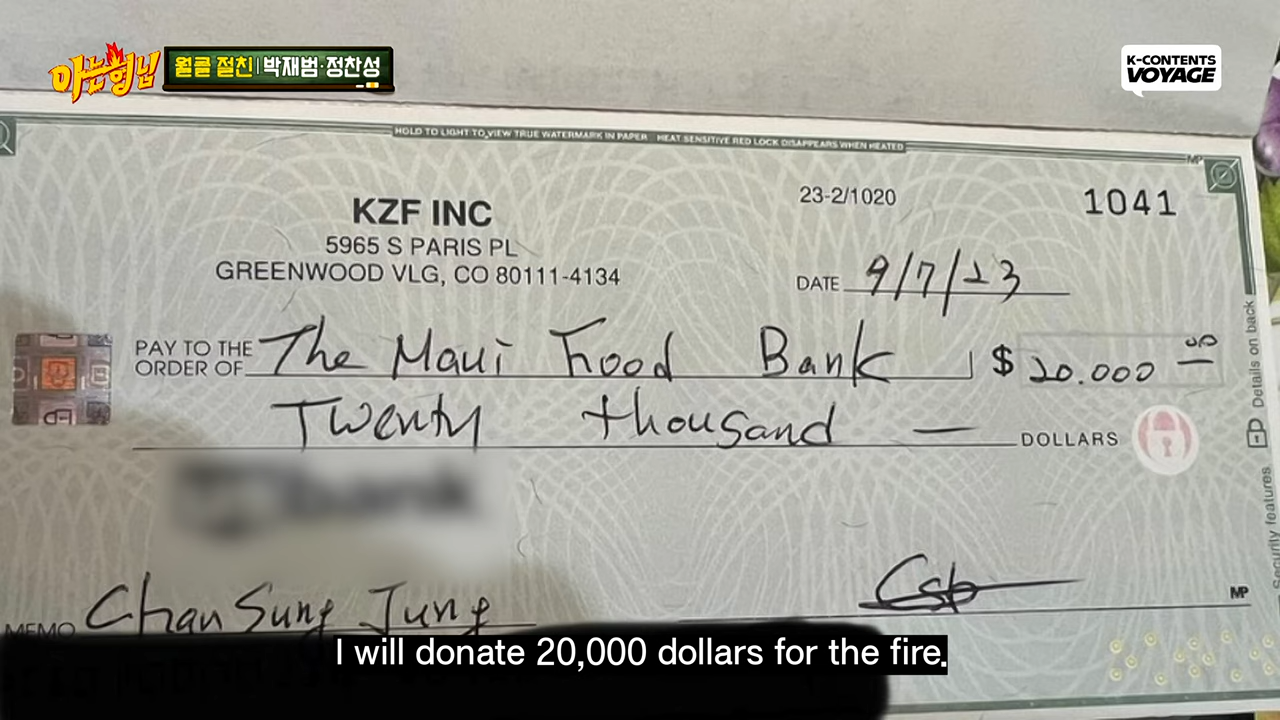 아는형님
월클 절친 | 박재범·정찬성
K-CONTENTS
VOYAGE
HOLD TO LIGHT TO VIEW TRUE WATERMARK IN PAPER HEAT SENSITIVE RED LOCK DISAPPEARS WHEN HEATED
MP
KZF INC
5965 S PARIS PL
GREENWOOD VLG, CO 80111-4134
23-2/1020
1041
DATE 9/7/23
PAY TO THE
ORDER OF The Maui Food Bank $ 20.000 00
Twenty thousand — DOLLARS
Details on back
Security features
MEMO Chan Sung Jung
MP
I will donate 20,000 dollars for the fire.